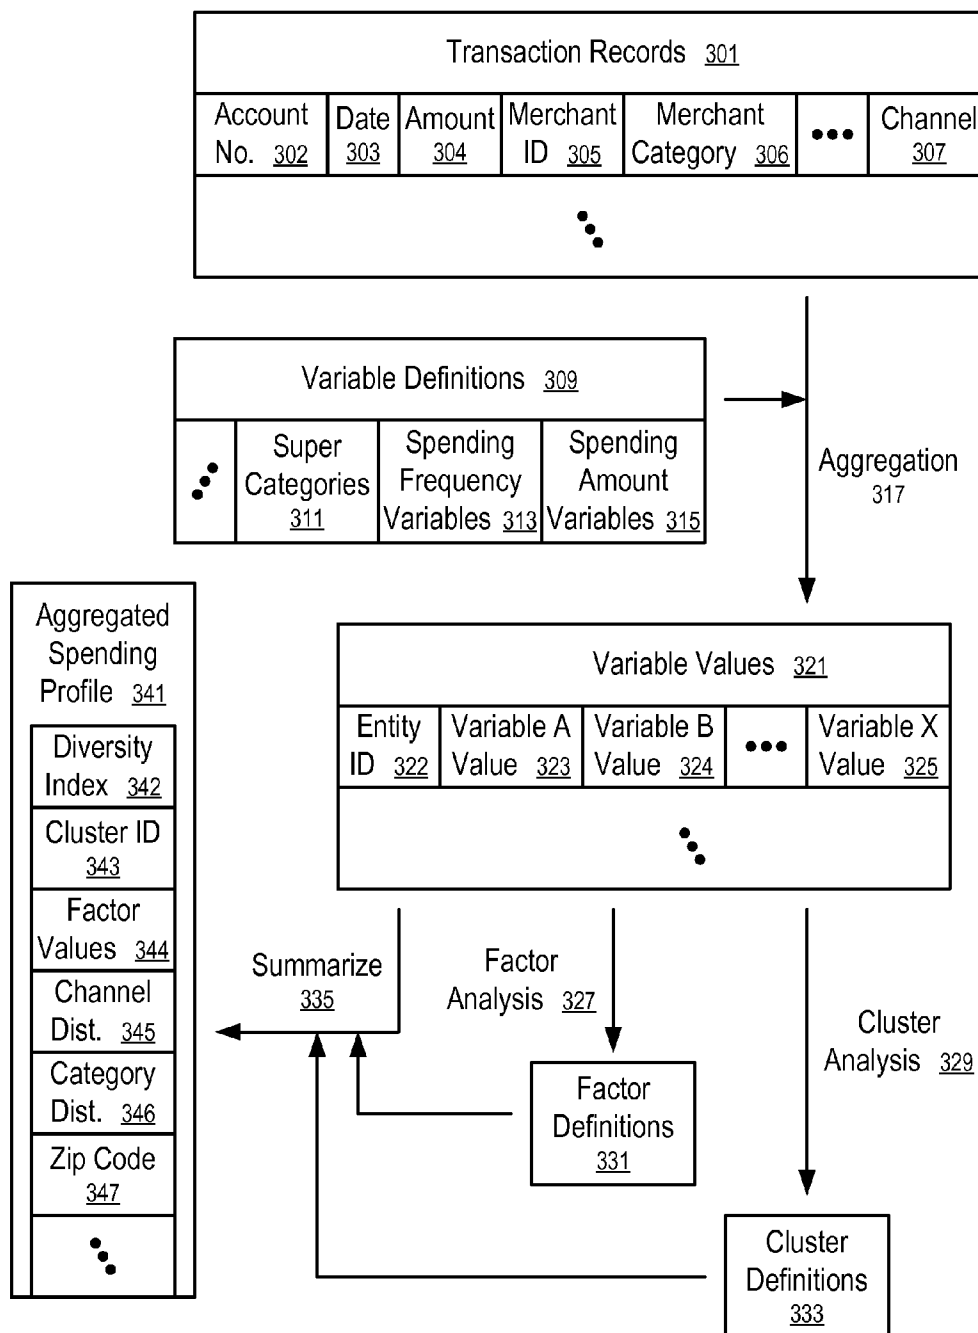 Transaction Records 301
Account
No. 302
Date
303
Amount
304
Merchant
ID 305
Merchant
Category 306
Channel
307
Variable Definitions 309
Super
Categories
311
Spending
Frequency
Variables 313
Spending
Amount
Variables 315
Aggregation
317
Aggregated
Spending
Profile 341
Diversity
Index 342
Cluster ID
343
Factor
Values 344
Channel
Dist. 345
Category
Dist. 346
Zip Code
347
Variable Values 321
Entity
ID 322
Variable A
Value 323
Variable B
Value 324
Variable X
Value 325
Summarize
335
Factor
Analysis 327
Cluster
Analysis 329
Factor
Definitions
331
Cluster
Definitions
333